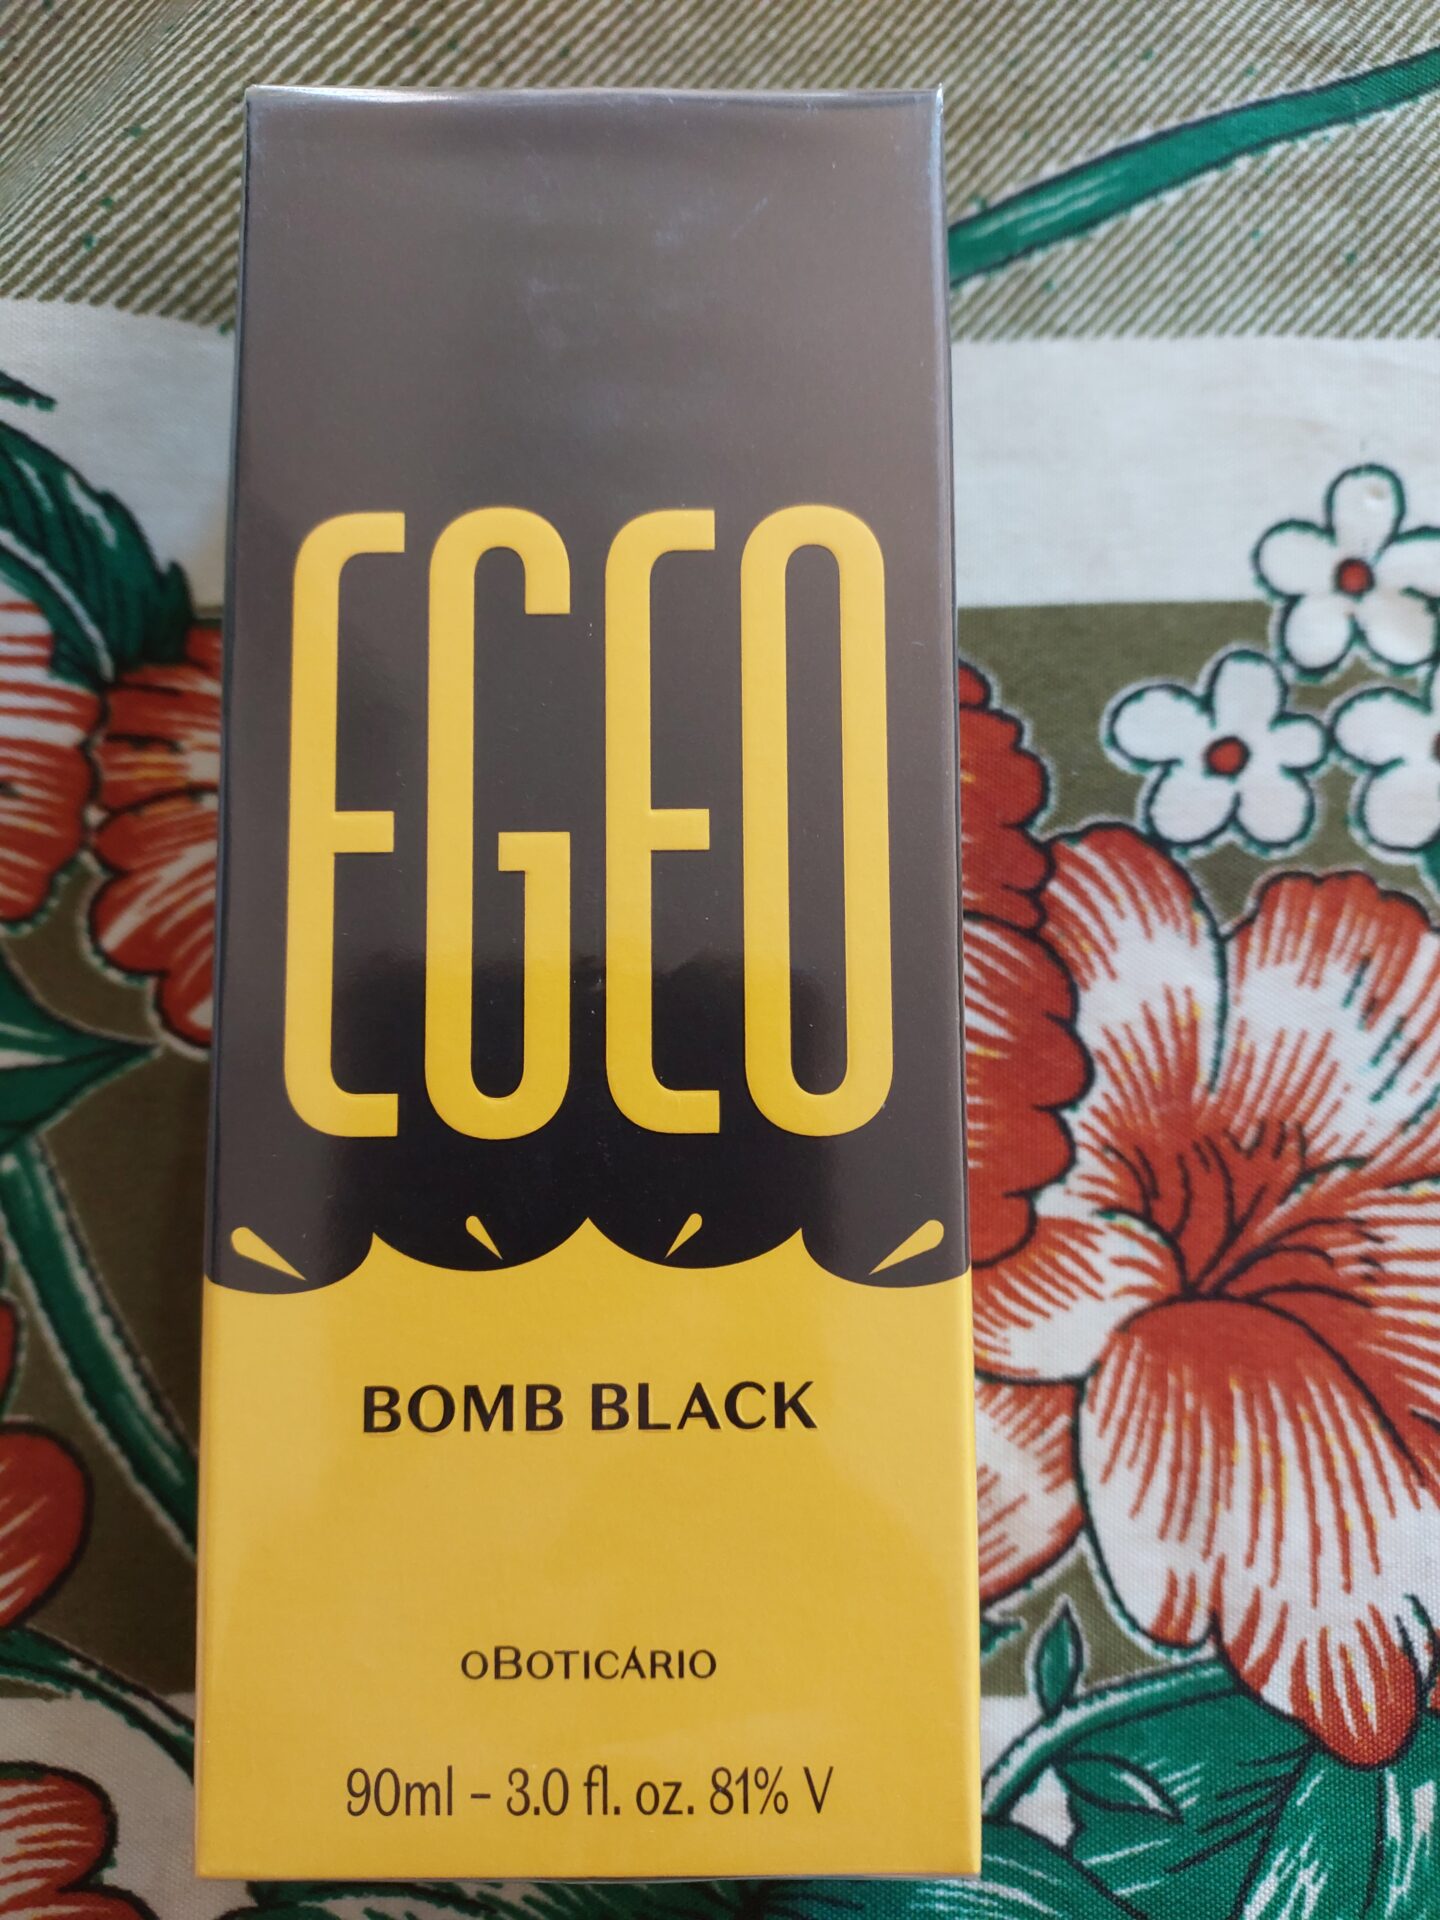 EGEO
BOMB BLACK
oBOTICÁRIO
90ml - 3.0 fl. oz. 81% V